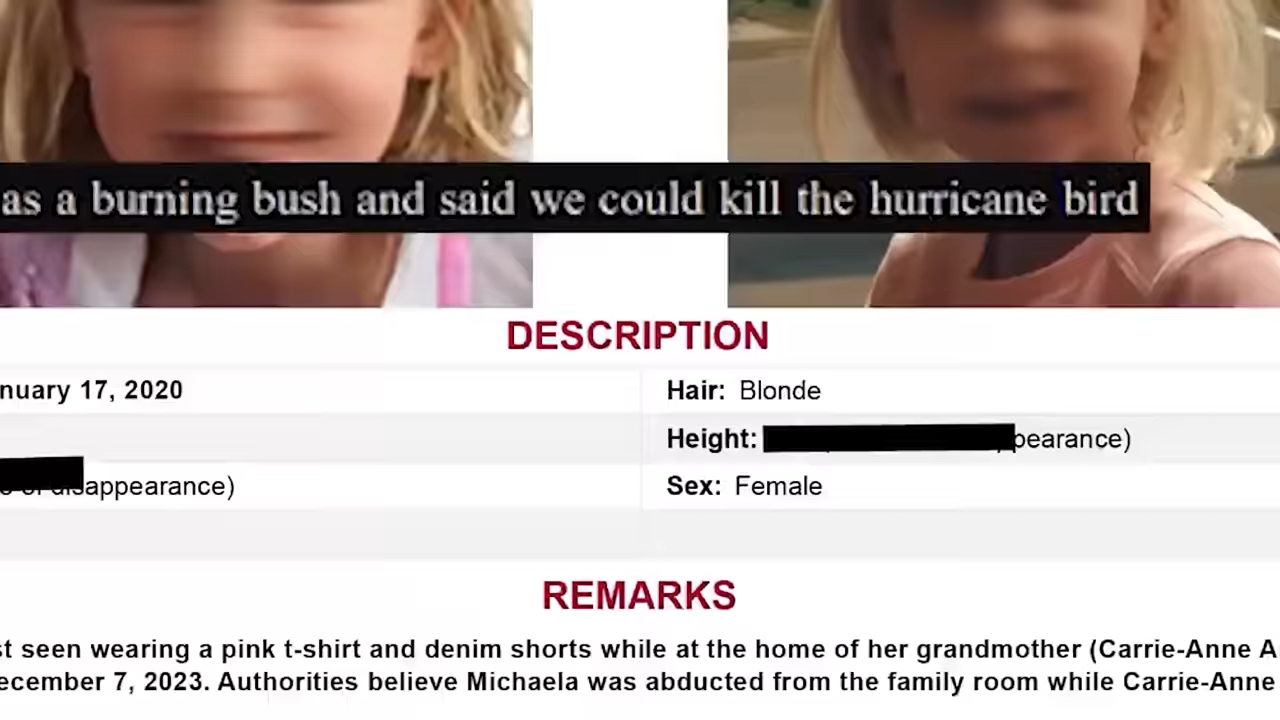 as a burning bush and said we could kill the hurricane bird
DESCRIPTION
nuary 17, 2020
Hair: Blonde
Height: pearance)
disappearance)
Sex: Female
REMARKS
st seen wearing a pink t-shirt and denim shorts while at the home of her grandmother (Carrie-Anne A
ecember 7, 2023. Authorities believe Michaela was abducted from the family room while Carrie-Anne